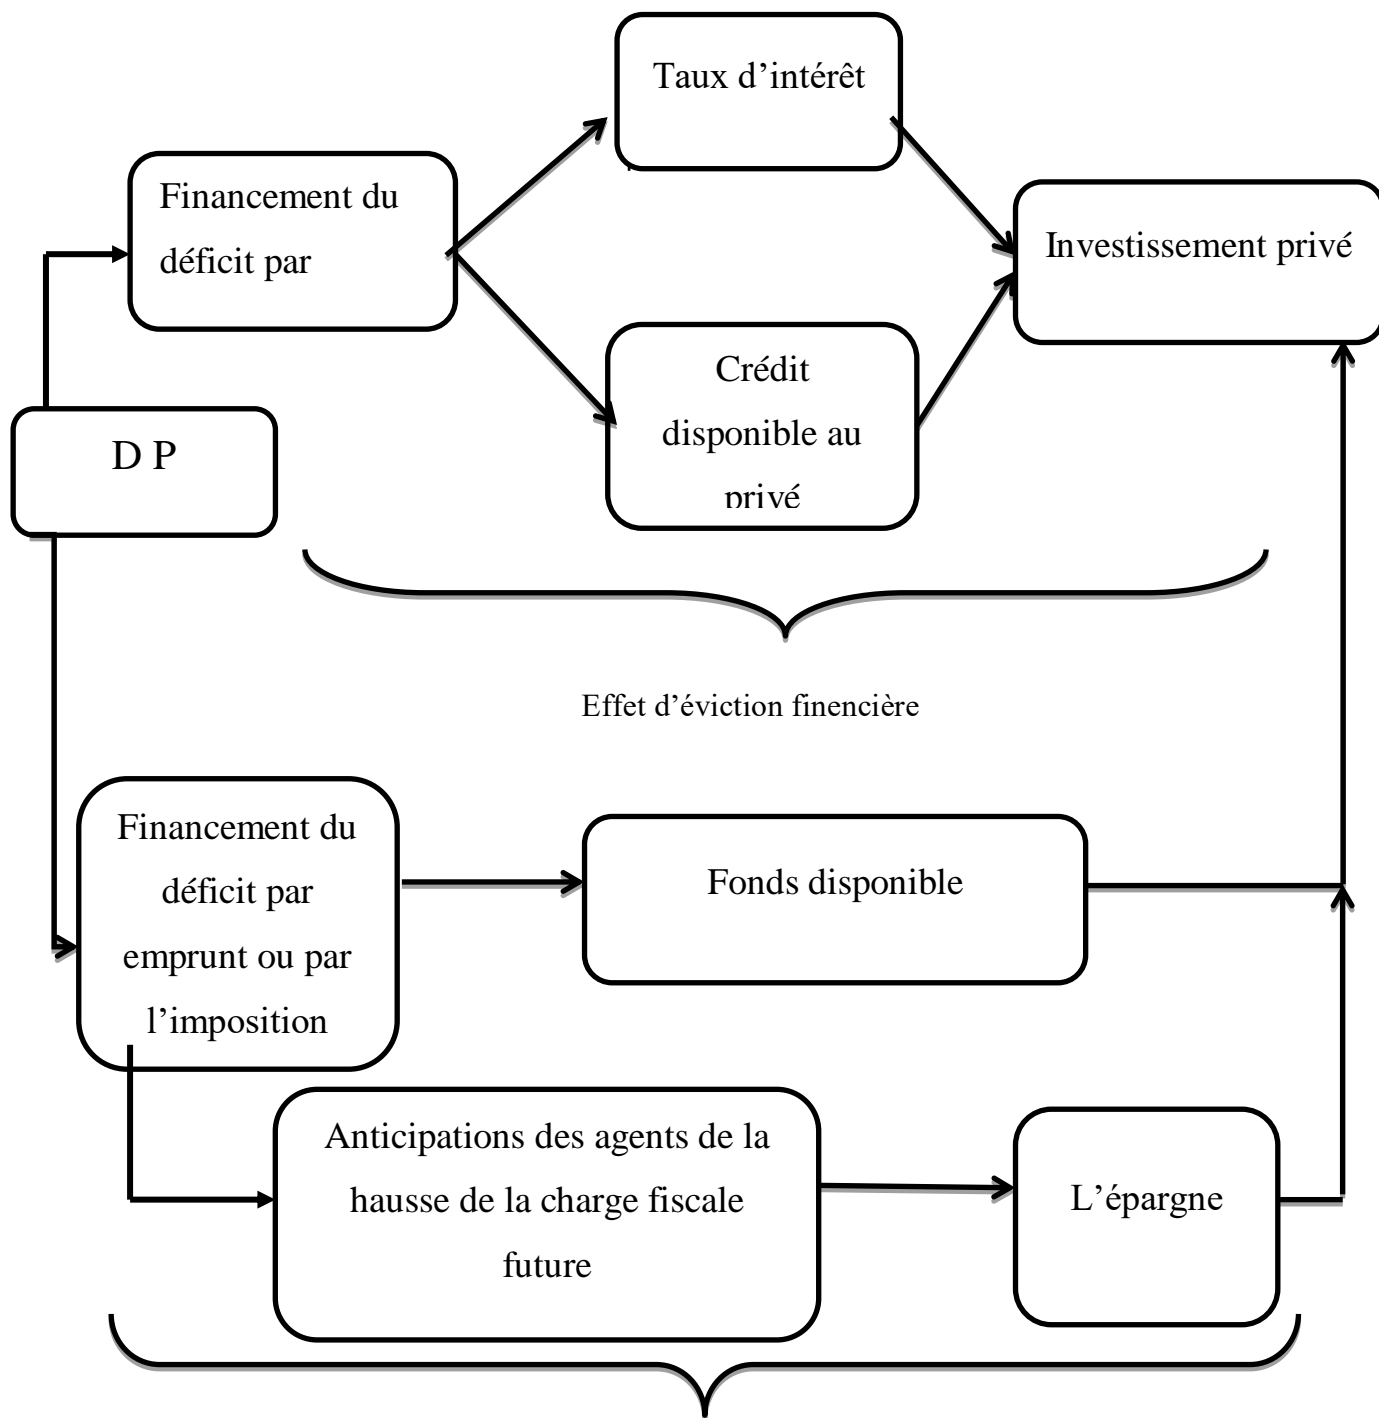 Taux d’intérêt
Financement du
déficit par
Investissement privé
Crédit
disponible au
privé
D P
Effet d’éviction finencière
Financement du
déficit par
emprunt ou par
l’imposition
Fonds disponible
Anticipations des agents de la
hausse de la charge fiscale
future
L’épargne